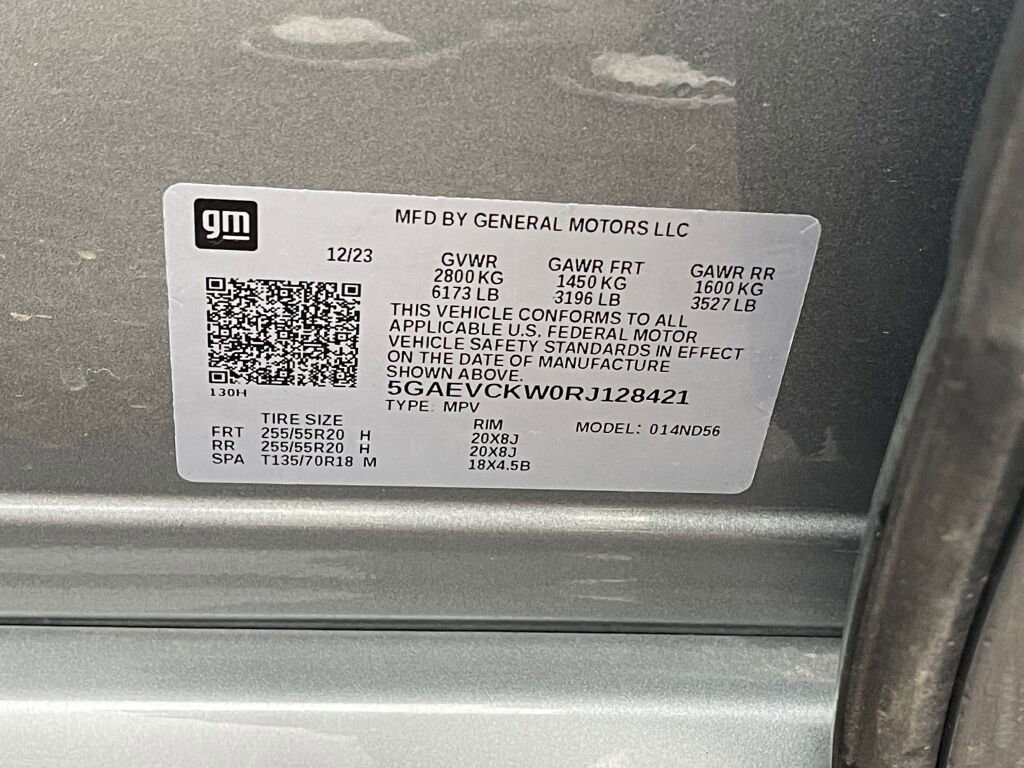 gm
MFD BY GENERAL MOTORS LLC
12/23 GVWR GAWR FRT GAWR RR
2800 KG 1450 KG 1600 KG
6173 LB 3196 LB 3527 LB
THIS VEHICLE CONFORMS TO ALL
APPLICABLE U.S. FEDERAL MOTOR
VEHICLE SAFETY STANDARDS IN EFFECT
ON THE DATE OF MANUFACTURE
SHOWN ABOVE.
130H
5GAEVCKW0RJ128421
TYPE. MPV
TIRE SIZE RIM MODEL: 014ND56
FRT 255/55R20 H 20X8J
RR 255/55R20 H 20X8J
SPA T135/70R18 M 18X4.5B